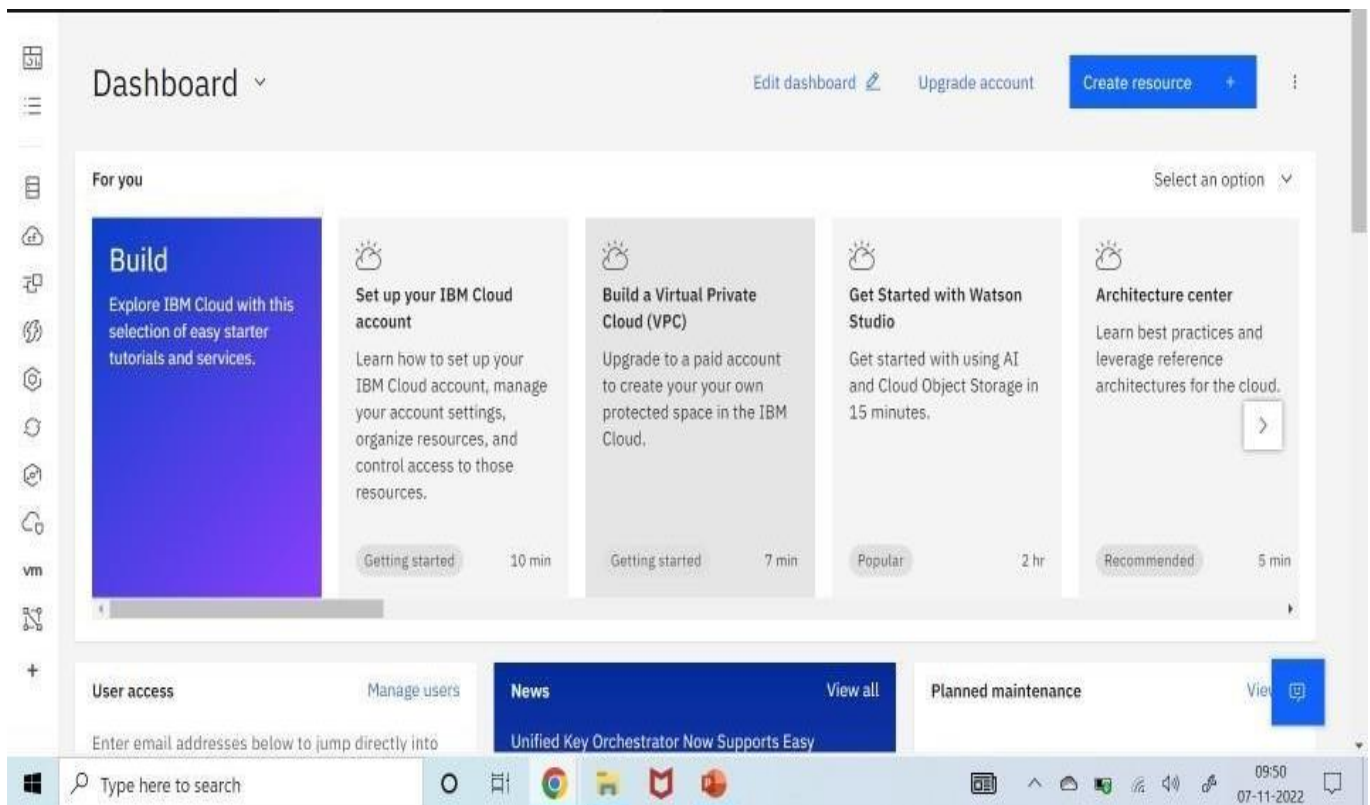 Dashboard
Edit dashboard
Upgrade account
Create resource +
For you
Select an option
Build
Explore IBM Cloud with this
selection of easy starter
tutorials and services.
Set up your IBM Cloud
account
Learn how to set up your
IBM Cloud account, manage
your account settings,
organize resources, and
control access to those
resources.
Getting started
10 min
Build a Virtual Private
Cloud (VPC)
Upgrade to a paid account
to create your your own
protected space in the IBM
Cloud.
Getting started
7 min
Get Started with Watson
Studio
Get started with using AI
and Cloud Object Storage in
15 minutes.
Popular
2 hr
Architecture center
Learn best practices and
leverage reference
architectures for the cloud.
Recommended
5 min
vm
User access
Manage users
Enter email addresses below to jump directly into
News
View all
Unified Key Orchestrator Now Supports Easy
Planned maintenance
Type here to search
09:50
07-11-2022